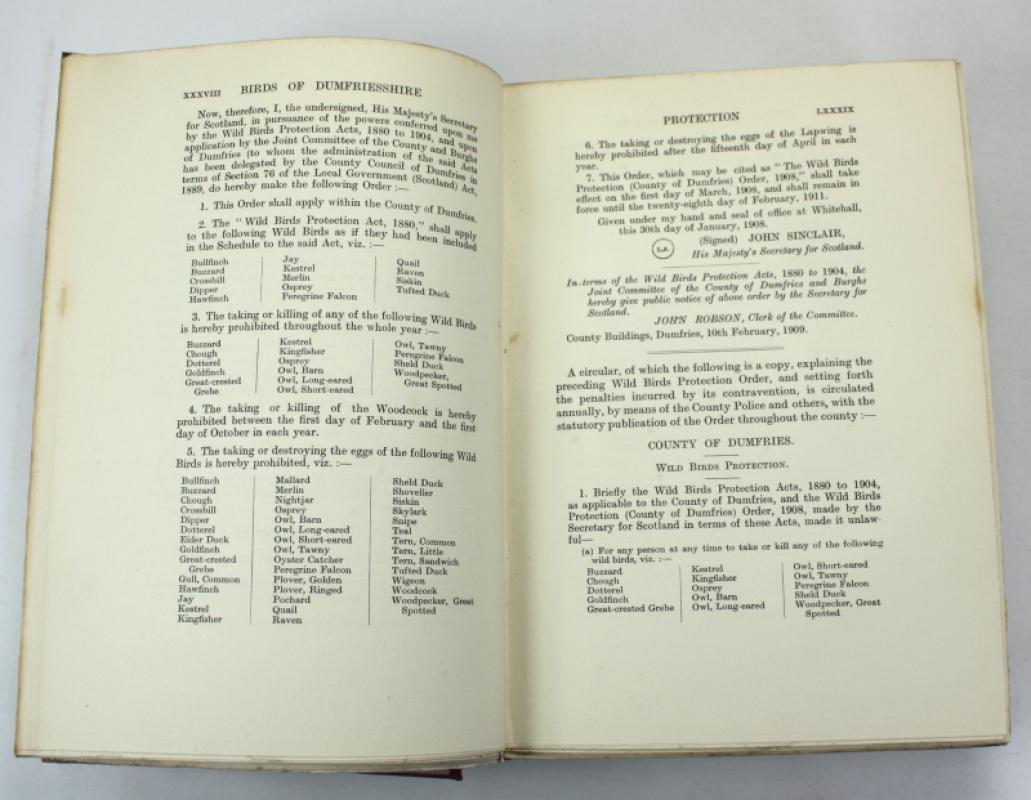 XXXVIII BIRDS OF DUMFRIESSHIRE
Now, therefore, I, the undersigned, His Majesty's Secretary
for Scotland, in pursuance of the powers conferred upon me
by the Wild Birds Protection Acts, 1880 to 1904, and upon
application by the Joint Committee of the County and Burghs
of Dumfries (to whom the administration of the said Acts
has been delegated by the County Council of Dumfries in
terms of Section 76 of the Local Government (Scotland) Act,
1889, do hereby make the following Order :—
1. This Order shall apply within the County of Dumfries.
2. The "Wild Birds Protection Act, 1880," shall apply
to the following Wild Birds as if they had been included
in the Schedule to the said Act, viz. :—
Bullfinch
Buzzard
Crossbill
Dipper
Hawfinch
Jay
Kestrel
Merlin
Osprey
Peregrine Falcon
Quail
Raven
Siskin
Tufted Duck
3. The taking or killing of any of the following Wild Birds
is hereby prohibited throughout the whole year :—
Buzzard
Chough
Dotterel
Goldfinch
Great-crested
Grebe
Kestrel
Kingfisher
Osprey
Owl, Barn
Owl, Long-eared
Owl, Short-eared
Owl, Tawny
Peregrine Falcon
Sheld Duck
Woodpecker,
Great Spotted
4. The taking or killing of the Woodcock is hereby
prohibited between the first day of February and the first
day of October in each year.
5. The taking or destroying the eggs of the following Wild
Birds is hereby prohibited, viz. :—
Bullfinch
Buzzard
Chough
Crossbill
Dipper
Dotterel
Eider Duck
Goldfinch
Great-crested
Grebe
Gull, Common
Hawfinch
Jay
Kestrel
Kingfisher
Mallard
Merlin
Nightjar
Osprey
Owl, Barn
Owl, Long-eared
Owl, Short-eared
Owl, Tawny
Oyster Catcher
Peregrine Falcon
Plover, Golden
Plover, Ringed
Pochard
Quail
Raven
Sheld Duck
Shoveller
Siskin
Skylark
Snipe
Teal
Tern, Common
Tern, Little
Tern, Sandwich
Tufted Duck
Wigeon
Woodcock
Woodpecker, Great
Spotted
PROTECTION LXXXIX
6. The taking or destroying the eggs of the Lapwing is
hereby prohibited after the fifteenth day of April in each
year.
7. This Order, which may be cited as "The Wild Birds
Protection (County of Dumfries) Order, 1908," shall take
effect on the first day of March, 1908, and shall remain in
force until the twenty-eighth day of February, 1911.
Given under my hand and seal of office at Whitehall,
this 30th day of January, 1908.
L.S. (Signed) JOHN SINCLAIR,
His Majesty's Secretary for Scotland.
In terms of the Wild Birds Protection Acts, 1880 to 1904, the
Joint Committee of the County of Dumfries and Burghs
hereby give public notice of above order by the Secretary for
Scotland.
JOHN ROBSON, Clerk of the Committee.
County Buildings, Dumfries, 10th February, 1909.
A circular, of which the following is a copy, explaining the
preceding Wild Birds Protection Order, and setting forth
the penalties incurred by its contravention, is circulated
annually, by means of the County Police and others, with the
statutory publication of the Order throughout the county :—
COUNTY OF DUMFRIES.
WILD BIRDS PROTECTION.
1. Briefly the Wild Birds Protection Acts, 1880 to 1904,
as applicable to the County of Dumfries, and the Wild Birds
Protection (County of Dumfries) Order, 1908, made by the
Secretary for Scotland in terms of these Acts, made it unlaw-
ful—
(a) For any person at any time to take or kill any of the following
wild birds, viz. :—
Buzzard
Chough
Dotterel
Goldfinch
Great-crested Grebe
Kestrel
Kingfisher
Osprey
Owl, Barn
Owl, Long-eared
Owl, Short-eared
Owl, Tawny
Peregrine Falcon
Sheld Duck
Woodpecker, Great
Spotted